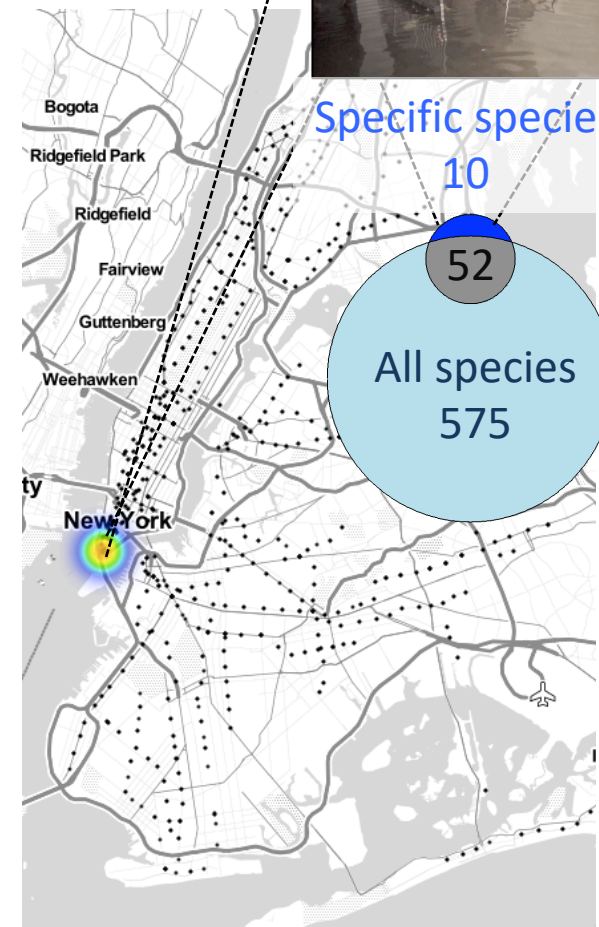 Bogota
Specific specie
Ridgefield Park
10
Ridgefield
52
Fairview
Guttenberg
Weehawken
All species
575
ty
New York